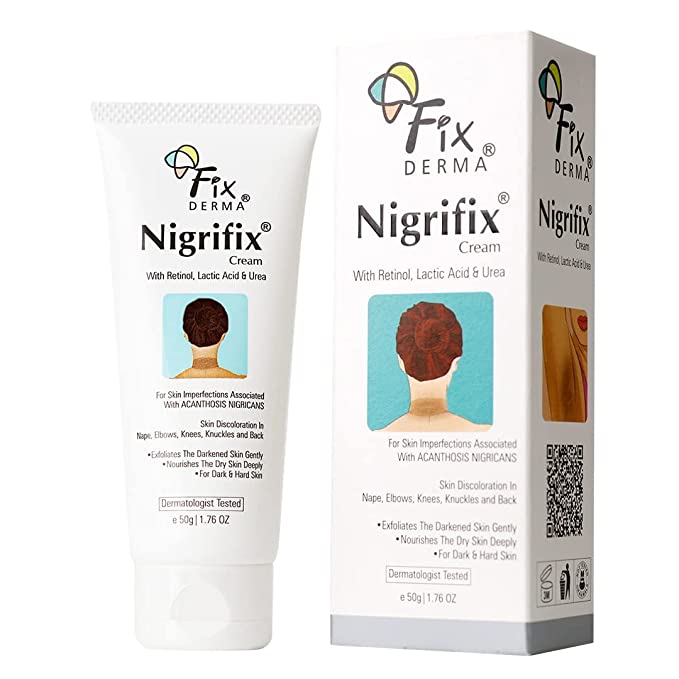 Fix
DERMA®
Nigrifix®
Cream
With Retinol, Lactic Acid & Urea
For Skin Imperfections Associated
With ACANTHOSIS NIGRICANS
Skin Discoloration In
Nape, Elbows, Knees, Knuckles and Back
•Exfoliates The Darkened Skin Gently
•Nourishes The Dry Skin Deeply
•For Dark & Hard Skin
Dermatologist Tested
e 50g|1.76 OZ
Fix
DERMA®
Nigrifix®
Cream
With Retinol, Lactic Acid & Urea
For Skin Imperfections Associated
With ACANTHOSIS NIGRICANS
Skin Discoloration In
Nape, Elbows, Knees, Knuckles and Back
•Exfoliates The Darkened Skin Gently
•Nourishes The Dry Skin Deeply
•For Dark & Hard Skin
Dermatologist Tested
e 50g|1.76 OZ
Fix
DERMA®
Nigrifix®
Cream
With Retinol, Lactic Acid & Urea